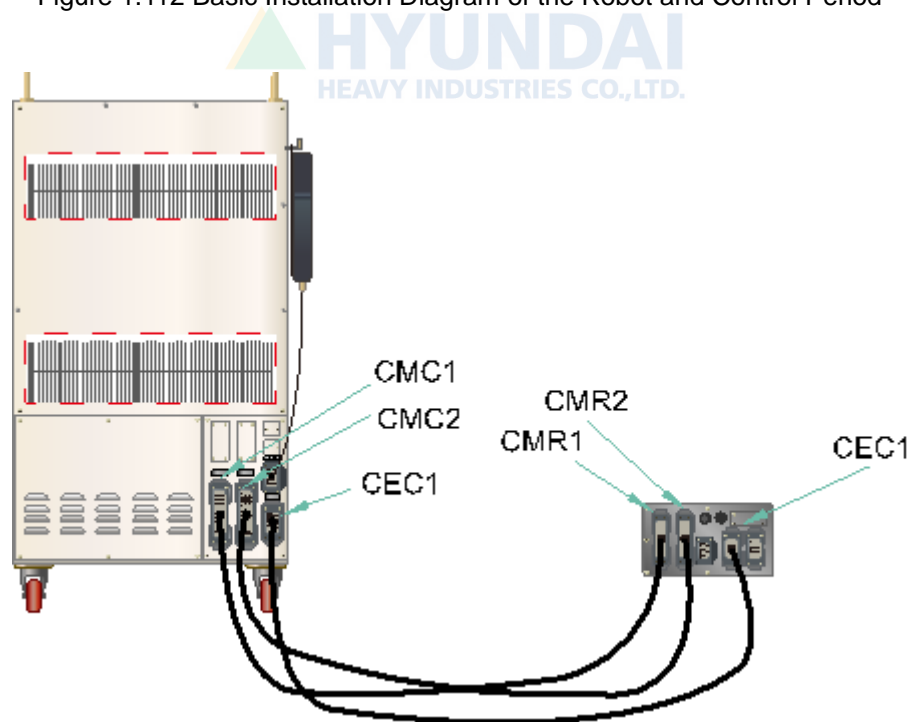 Figure 1.112 Basic Installation Diagram of the Robot and Control Period
HYUNDAI
HEAVY INDUSTRIES CO.,LTD.
CMC1
CMC2
CEC1
CMR2
CMR1
CEC1